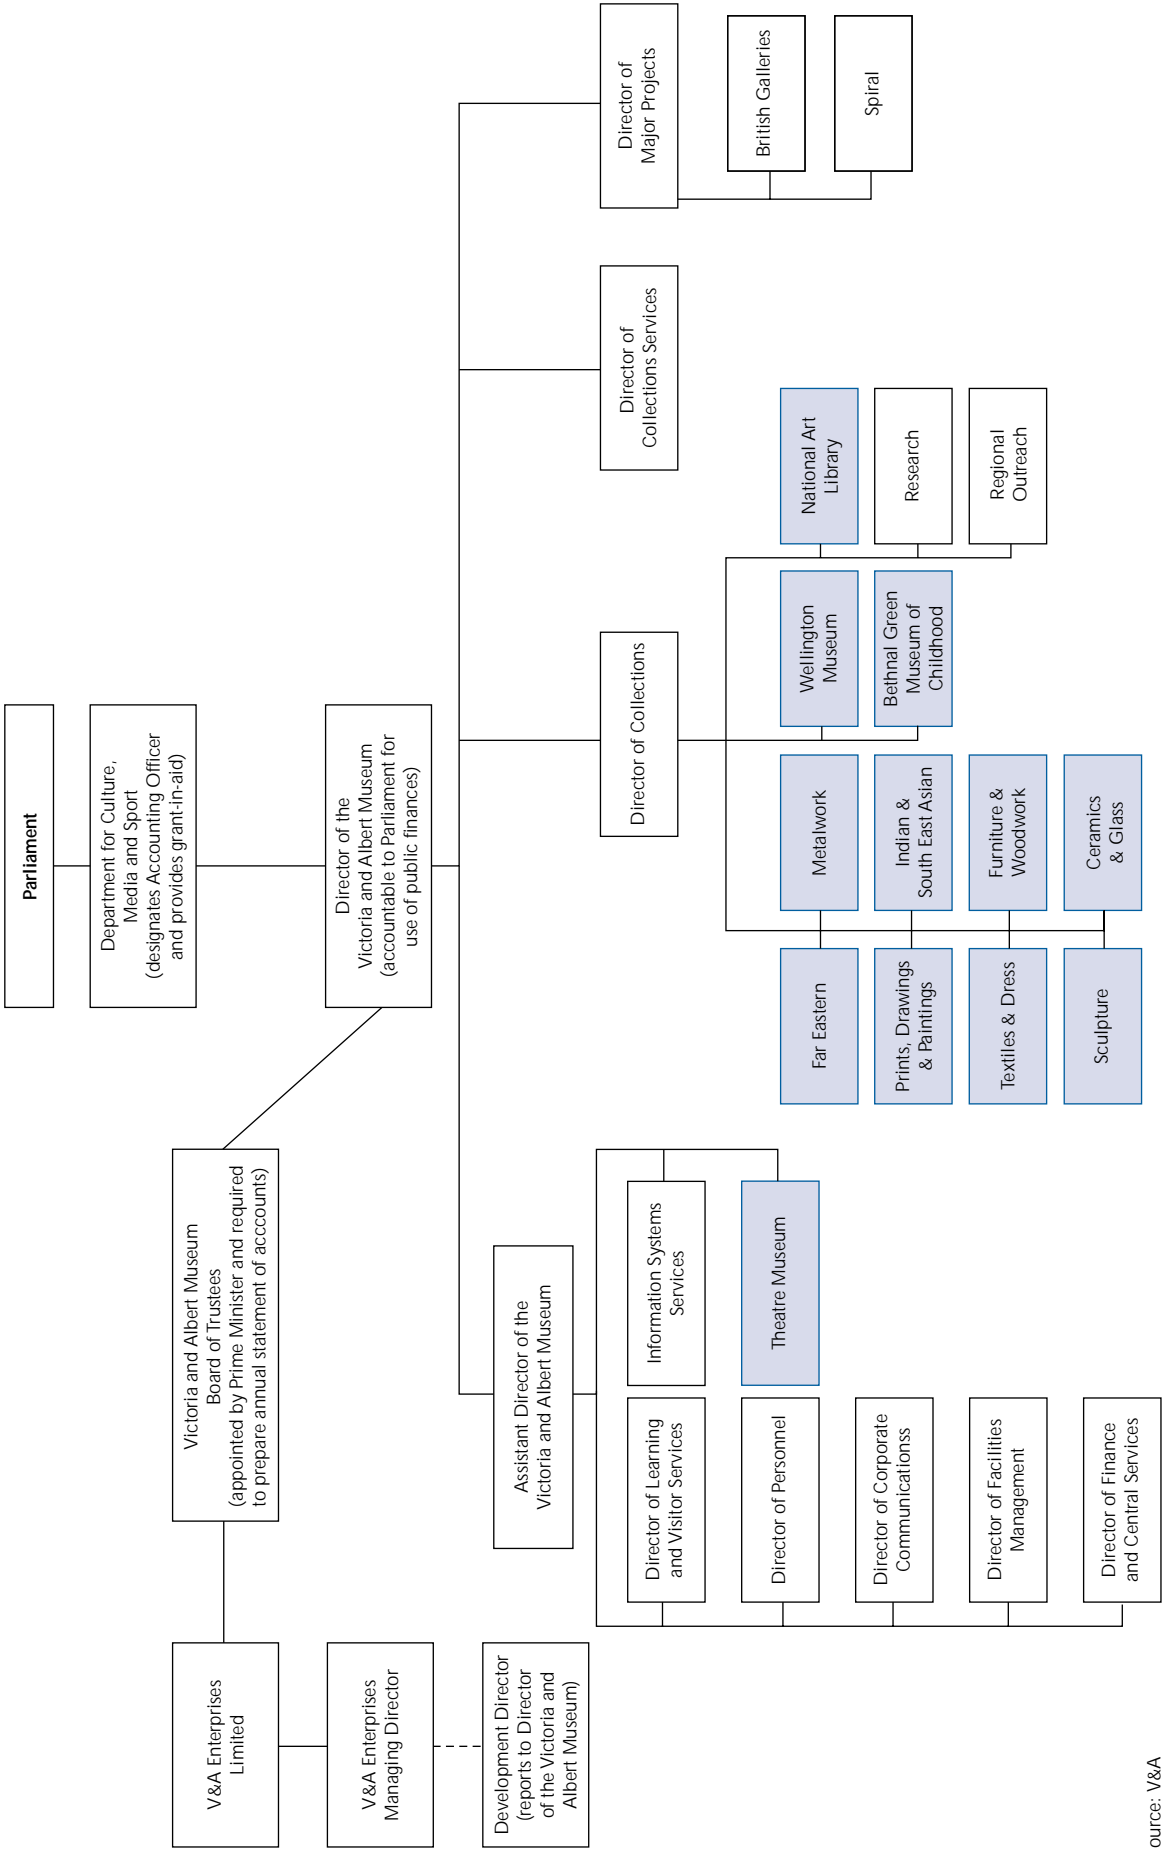 Parliament
Department for Culture,
Media and Sport
(designates Accounting Officer
and provides grant-in-aid)
Victoria and Albert Museum
Board of Trustees
(appointed by Prime Minister and required
to prepare annual statement of acccounts)
V&A Enterprises
Limited
V&A Enterprises
Managing Director
Development Director
(reports to Director
of the Victoria and
Albert Museum)
Director of the
Victoria and Albert Museum
(accountable to Parliament for
use of public finances)
Assistant Director of the
Victoria and Albert Museum
Director of Learning
and Visitor Services
Director of Personnel
Director of Corporate
Communicationss
Director of Facilities
Management
Director of Finance
and Central Services
Information Systems
Services
Theatre Museum
Director of Collections
Far Eastern
Prints, Drawings
& Paintings
Textiles & Dress
Sculpture
Metalwork
Indian &
South East Asian
Furniture &
Woodwork
Ceramics
& Glass
Wellington
Museum
Bethnal Green
Museum of
Childhood
National Art
Library
Research
Regional
Outreach
Director of
Collections Services
Director of
Major Projects
British Galleries
Spiral
ource: V&A